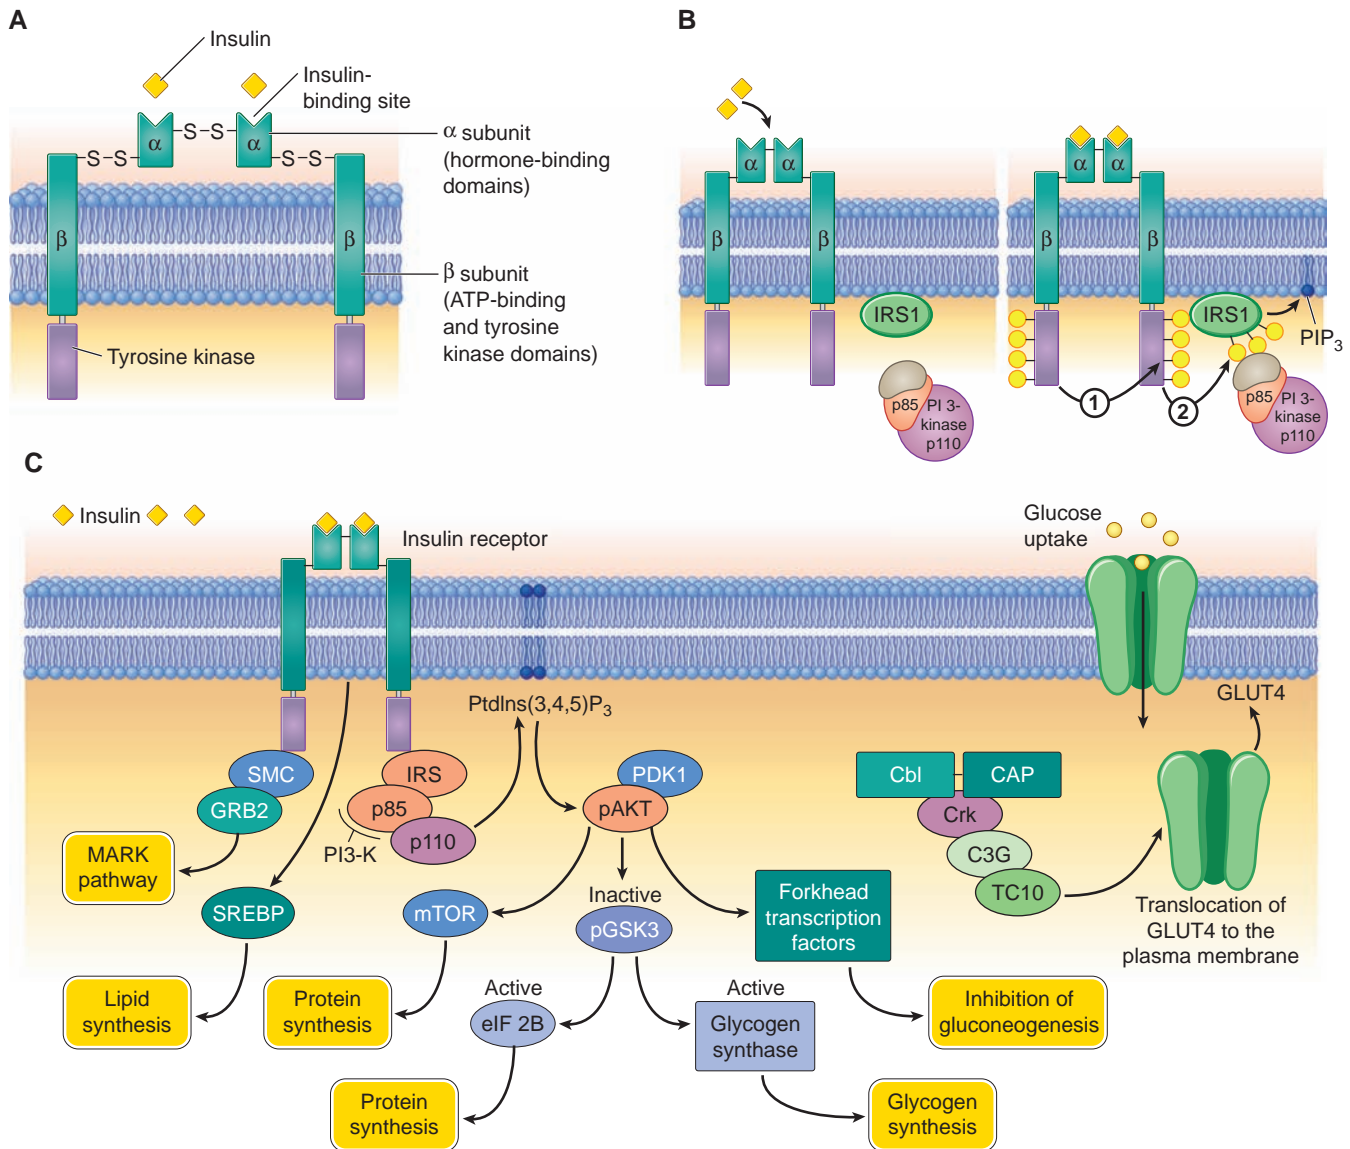 A
Insulin
Insulin-
binding site
α
S–S
α
S–S
S–S
α subunit
(hormone-binding
domains)
β
β
β subunit
(ATP-binding
and tyrosine
kinase domains)
Tyrosine kinase
B
α
α
β
β
IRS1
p85
PI 3-
kinase
p110
α
α
β
β
IRS1
PIP3
1
2
p85
PI 3-
kinase
p110
C
Insulin
Insulin receptor
Glucose
uptake
PtdIns(3,4,5)P3
GLUT4
SMC
GRB2
IRS
p85
p110
PI3-K
PDK1
pAKT
Cbl
CAP
Crk
C3G
TC10
MARK
pathway
SREBP
mTOR
Inactive
pGSK3
Forkhead
transcription
factors
Translocation of
GLUT4 to the
plasma membrane
Lipid
synthesis
Protein
synthesis
Active
eIF 2B
Active
Glycogen
synthase
Inhibition of
gluconeogenesis
Protein
synthesis
Glycogen
synthesis